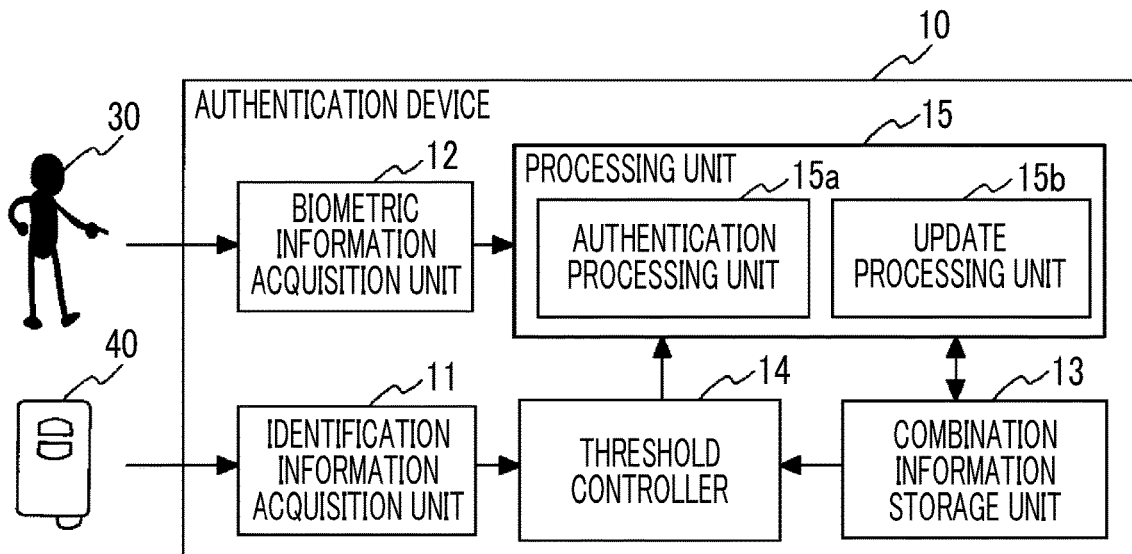 10
AUTHENTICATION DEVICE
30
12
15
PROCESSING UNIT
15a
15b
BIOMETRIC
INFORMATION
ACQUISITION UNIT
AUTHENTICATION
PROCESSING UNIT
UPDATE
PROCESSING UNIT
40
11
14
13
IDENTIFICATION
INFORMATION
ACQUISITION UNIT
THRESHOLD
CONTROLLER
COMBINATION
INFORMATION
STORAGE UNIT